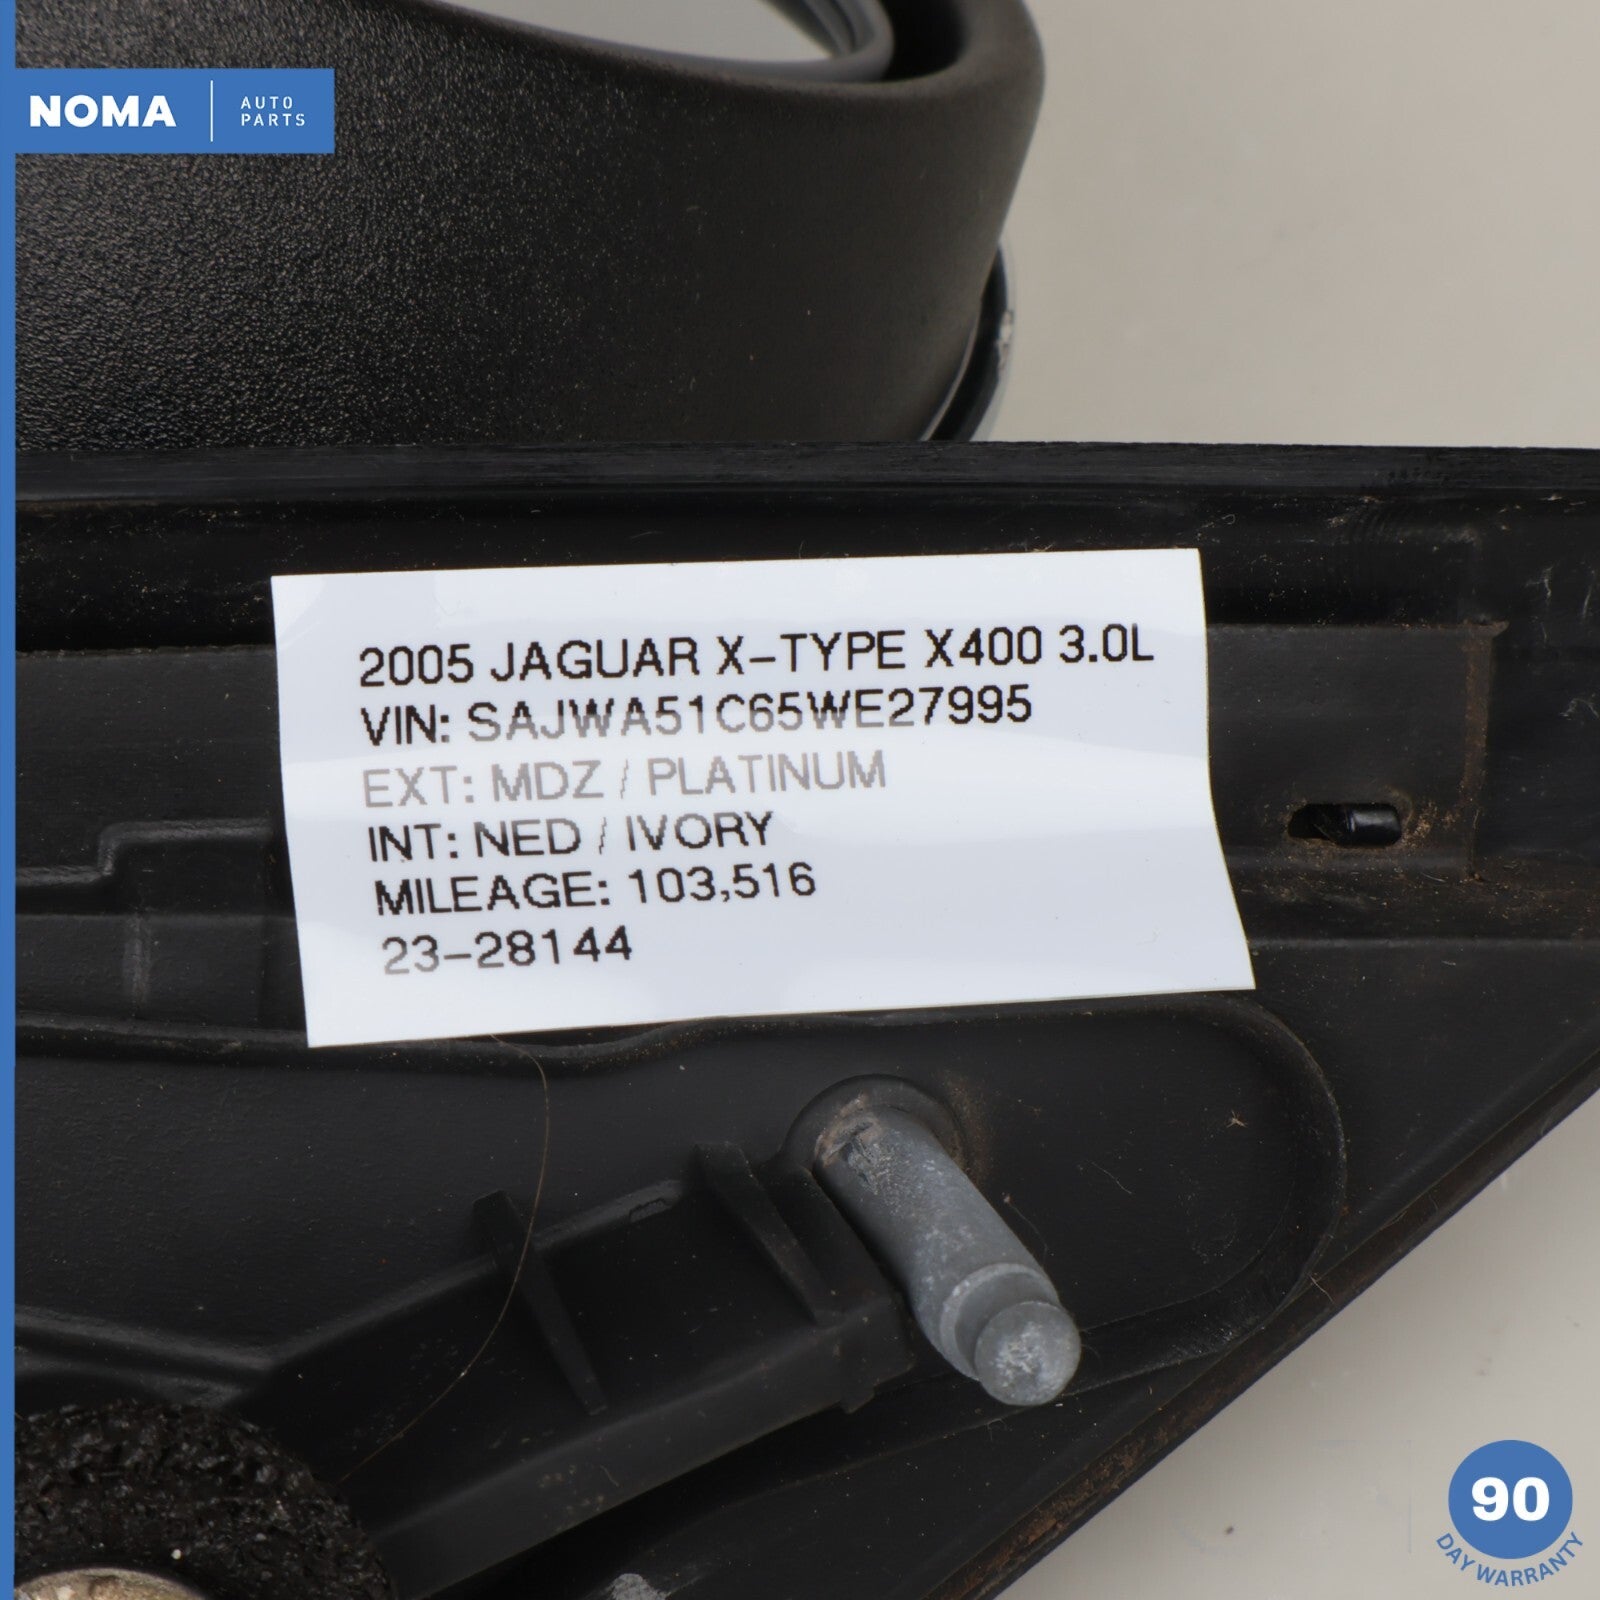 NOMA AUTO PARTS
2005 JAGUAR X-TYPE X400 3.0L
VIN: SAJWA51C65WE27995
EXT: MDZ / PLATINUM
INT: NED / IVORY
MILEAGE: 103,516
23-28144
90
DAY WARRANTY